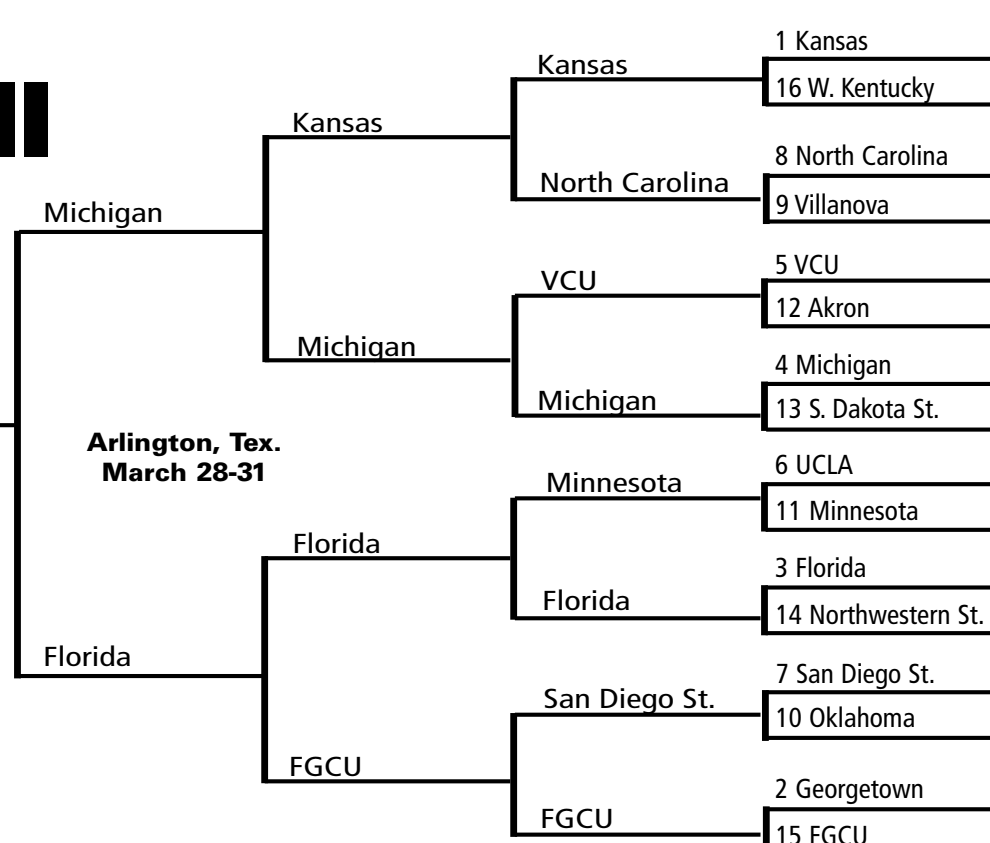 1 Kansas
Kansas
16 W. Kentucky
Kansas
8 North Carolina
North Carolina
9 Villanova
Michigan
5 VCU
VCU
12 Akron
Michigan
4 Michigan
Michigan
13 S. Dakota St.
Arlington, Tex.
March 28-31
6 UCLA
Minnesota
11 Minnesota
Florida
3 Florida
Florida
14 Northwestern St.
Florida
7 San Diego St.
San Diego St.
10 Oklahoma
FGCU
2 Georgetown
FGCU
15 FGCU